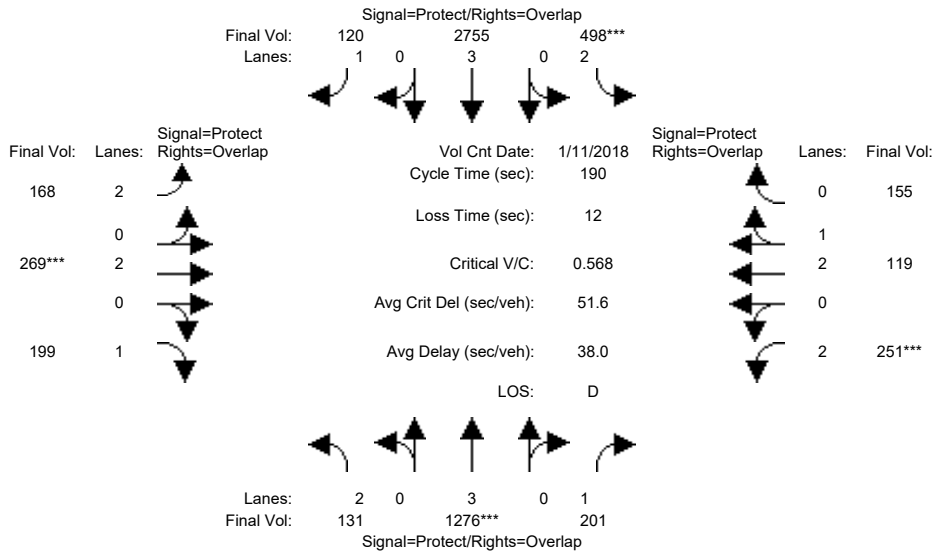 Signal=Protect/Rights=Overlap
Final Vol: 120 2755 498***
Lanes: 1 0 3 0 2
Signal=Protect
Rights=Overlap
Final Vol: Lanes:
Vol Cnt Date: 1/11/2018
Signal=Protect
Rights=Overlap
Lanes: Final Vol:
Cycle Time (sec): 190
168 2
0 155
Loss Time (sec): 12
0
1
269*** 2
Critical V/C: 0.568
2 119
0
Avg Crit Del (sec/veh): 51.6
0
199 1
Avg Delay (sec/veh): 38.0
2 251***
LOS: D
Lanes: 2 0 3 0 1
Final Vol: 131 1276*** 201
Signal=Protect/Rights=Overlap